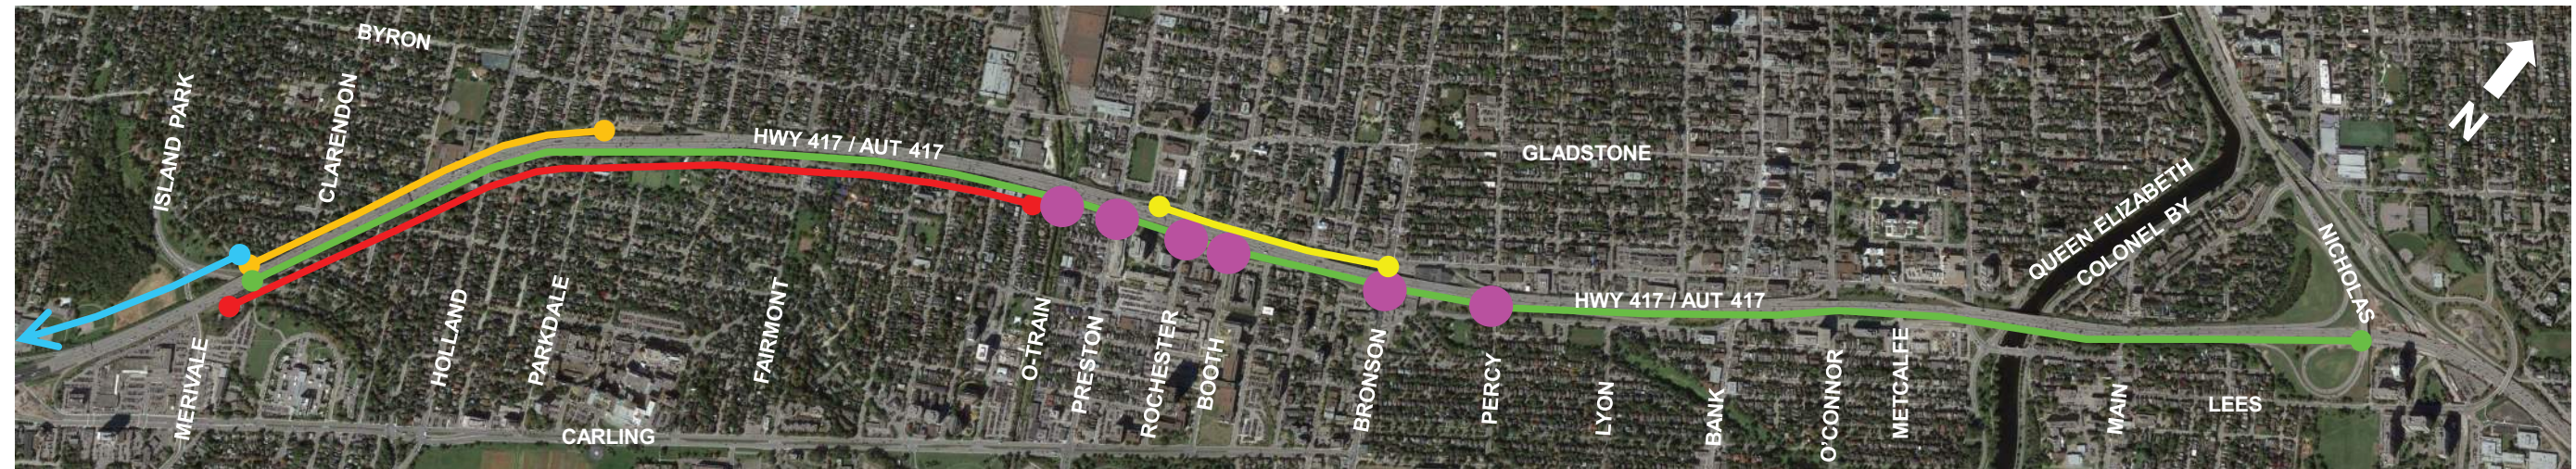 BYRON
ISLAND PARK
CLARENDON
HWY 417 / AUT 417
GLADSTONE
N
QUEEN ELIZABETH
COLONEL BY
NICHOLAS
HWY 417 / AUT 417
MERIVALE
HOLLAND
PARKDALE
FAIRMONT
O-TRAIN
PRESTON
ROCHESTER
BOOTH
BRONSON
PERCY
LYON
BANK
O'CONNOR
METCALFE
MAIN
LEES
CARLING